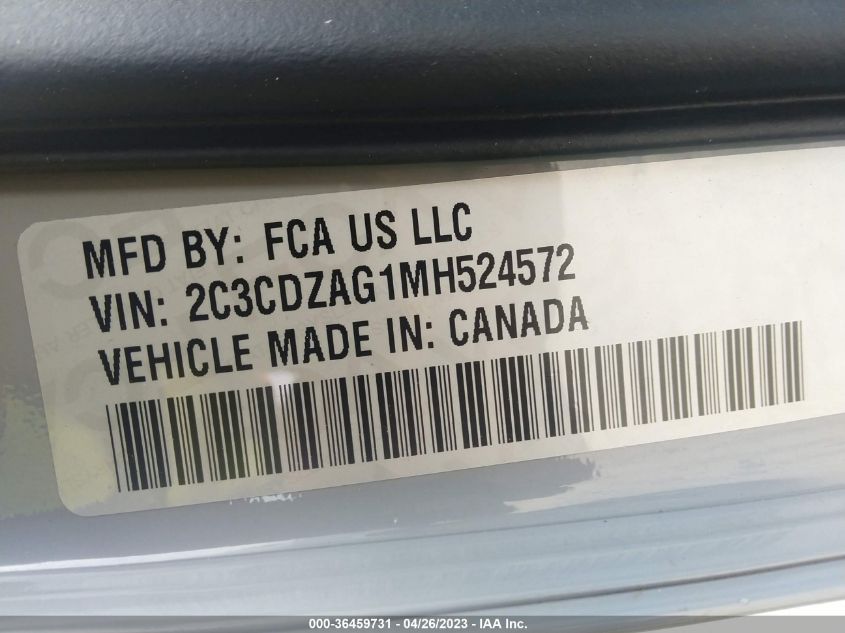 MFD BY: FCA US LLC
VIN: 2C3CDZAG1MH524572
VEHICLE MADE IN: CANADA
000-36459731 - 04/26/2023 - IAA Inc.